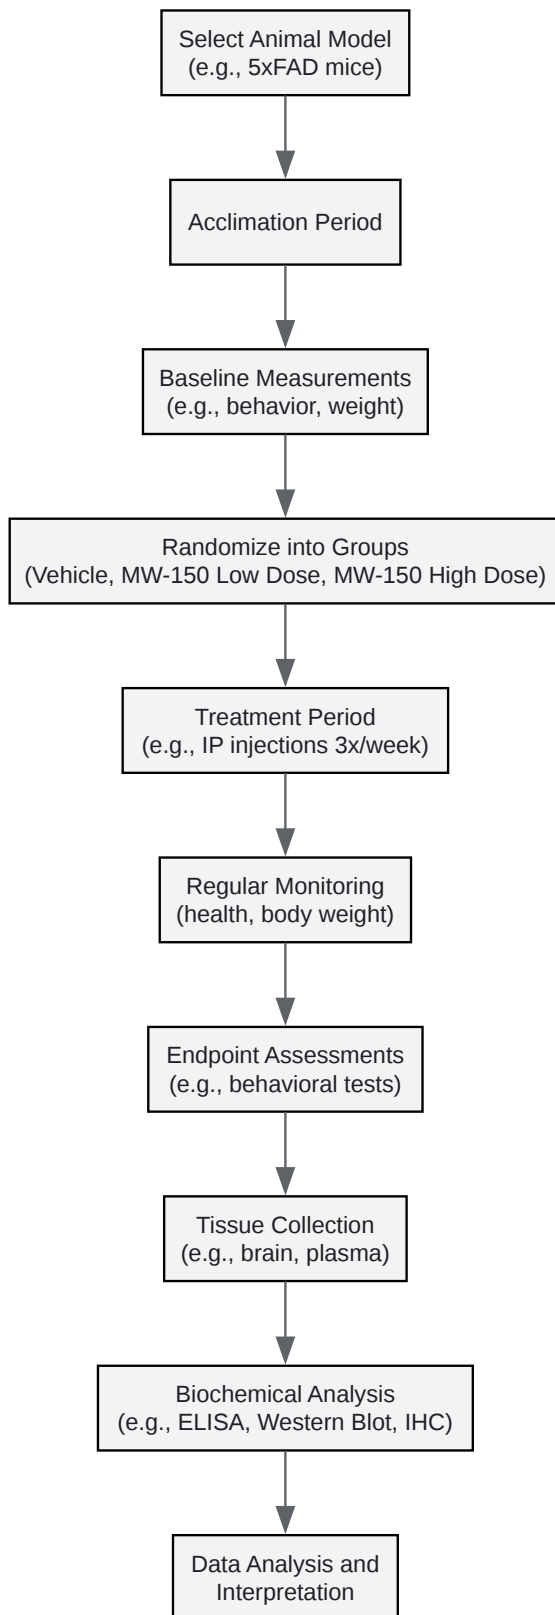 Select Animal Model
(e.g., 5xFAD mice)
Acclimation Period
Baseline Measurements
(e.g., behavior, weight)
Randomize into Groups
(Vehicle, MW-150 Low Dose, MW-150 High Dose)
Treatment Period
(e.g., IP injections 3x/week)
Regular Monitoring
(health, body weight)
Endpoint Assessments
(e.g., behavioral tests)
Tissue Collection
(e.g., brain, plasma)
Biochemical Analysis
(e.g., ELISA, Western Blot, IHC)
Data Analysis and
Interpretation